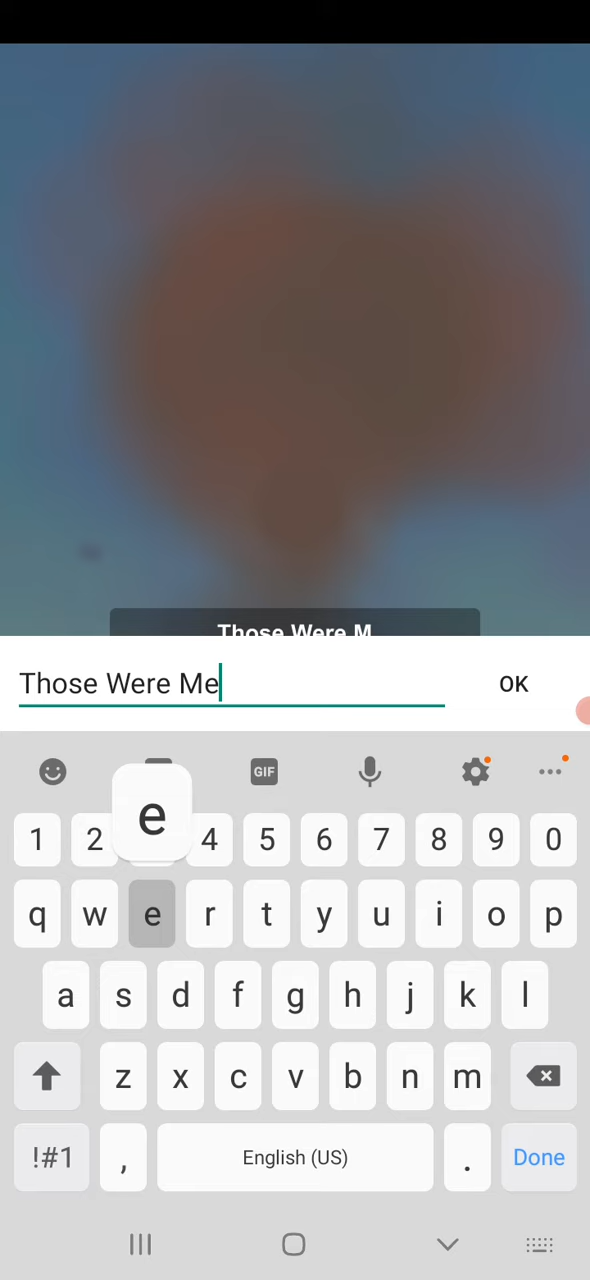 Those Were M
Those Were Me
OK
GIF
e
1 2 4 5 6 7 8 9 0
q w e r t y u i o p
a s d f g h j k l
z x c v b n m
!#1 , English (US) . Done